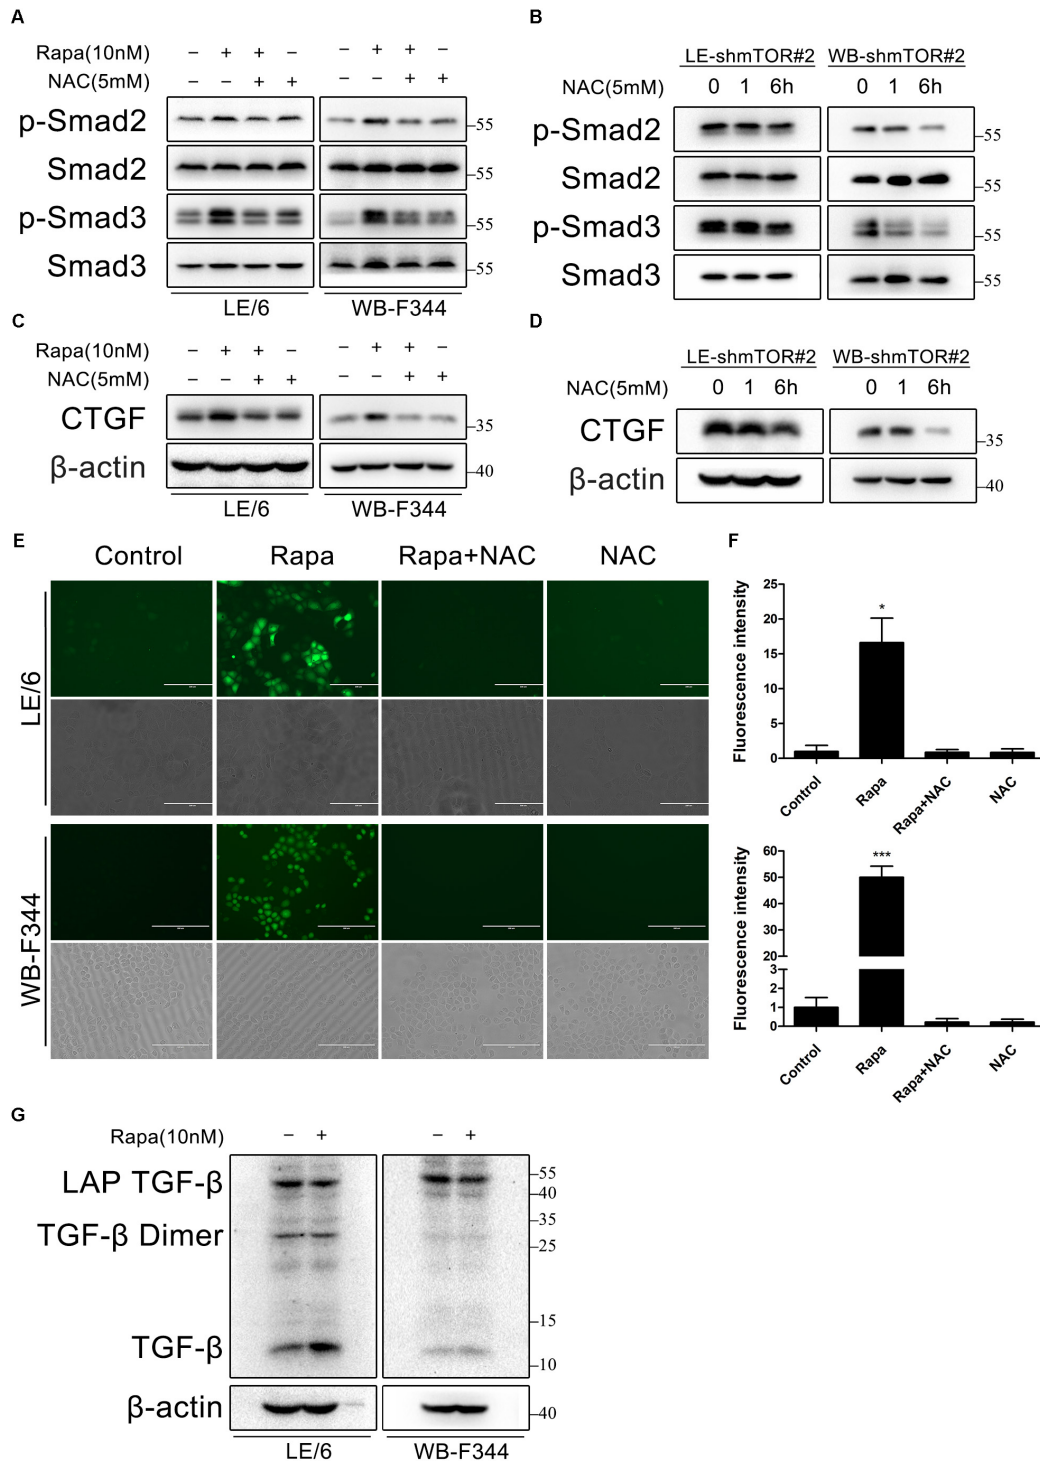 A
Rapa(10nM) – + + –   – + + –
NAC(5mM) – – + +   – – + +
p-Smad2 –55
Smad2 –55
p-Smad3 –55
Smad3 –55
LE/6 WB-F344
B
LE-shmTOR#2 WB-shmTOR#2
NAC(5mM) 0 1 6h 0 1 6h
p-Smad2 –55
Smad2 –55
p-Smad3 –55
Smad3 –55
C
Rapa(10nM) – + + –   – + + –
NAC(5mM) – – + +   – – + +
CTGF –35
β-actin –40
LE/6 WB-F344
D
LE-shmTOR#2 WB-shmTOR#2
NAC(5mM) 0 1 6h 0 1 6h
CTGF –35
β-actin –40
E
Control Rapa Rapa+NAC NAC
LE/6
WB-F344
F
Fluorescence intensity
25
20
15
10
5
0
*
Control Rapa Rapa+NAC NAC
Fluorescence intensity
60
50
40
30
20
3
2
1
0
***
Control Rapa Rapa+NAC NAC
G
Rapa(10nM) – + – +
LAP TGF-β –55
–40
–35
TGF-β Dimer –25
–15
TGF-β –10
β-actin –40
LE/6 WB-F344